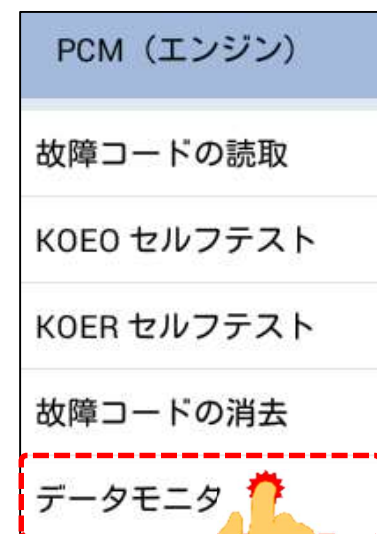 PCM（エンジン）
故障コードの読取
KOEO セルフテスト
KOER セルフテスト
故障コードの消去
データモニタ